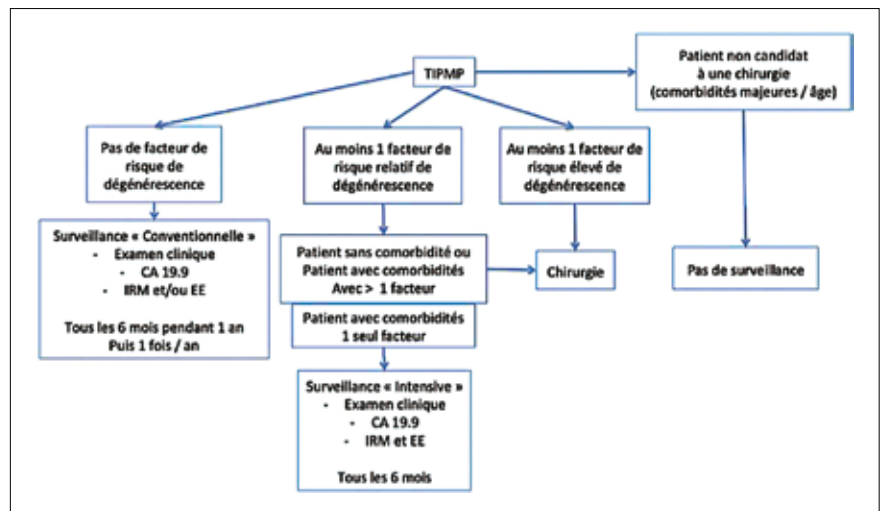 TIPMP
Patient non candidat
à une chirurgie
(comorbidités majeures / âge)
Pas de facteur de
risque de
dégénérescence
Au moins 1 facteur de
risque relatif de
dégénérescence
Au moins 1 facteur de
risque élevé de
dégénérescence
Surveillance « Conventionnelle »
- Examen clinique
- CA 19.9
- IRM et/ou EE
Tous les 6 mois pendant 1 an
Puis 1 fois / an
Patient sans comorbidité ou
Patient avec comorbidités
Avec > 1 facteur
Chirurgie
Pas de surveillance
Patient avec comorbidités
1 seul facteur
Surveillance « Intensive »
- Examen clinique
- CA 19.9
- IRM et EE
Tous les 6 mois